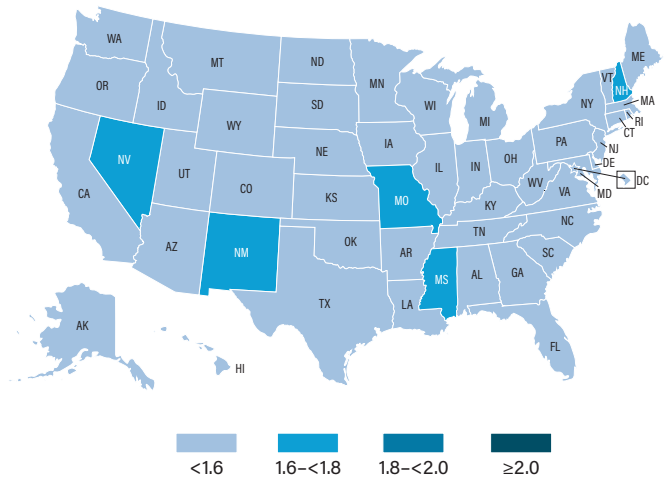 WA
MT
ND
MN
ME
VT
NH
OR
ID
SD
WI
MI
NY
MA
RI
CT
WY
IA
NE
PA
NJ
NV
UT
CO
IL
IN
OH
DE
DC
MD
WV
VA
CA
KS
MO
KY
NC
AZ
NM
OK
AR
TN
SC
TX
LA
MS
AL
GA
AK
HI
FL
<1.6
1.6–<1.8
1.8–<2.0
≥2.0